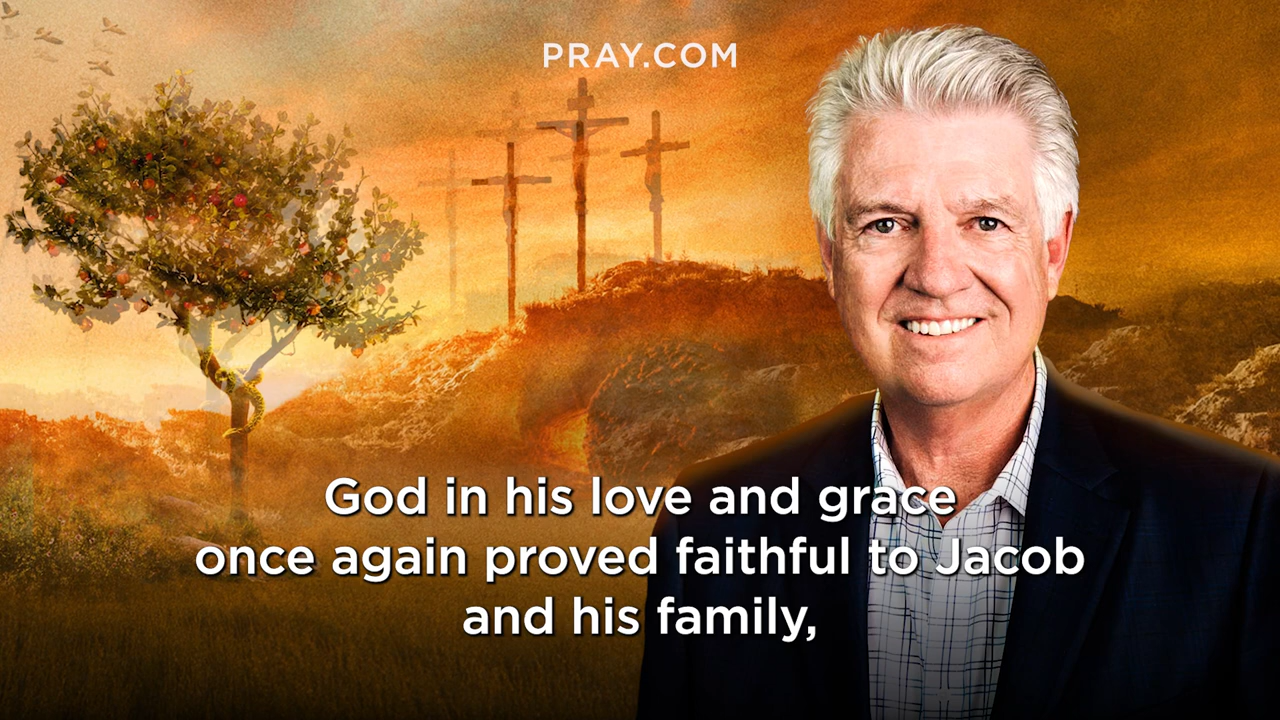 PRAY.COM
God in his love and grace
once again proved faithful to Jacob
and his family,